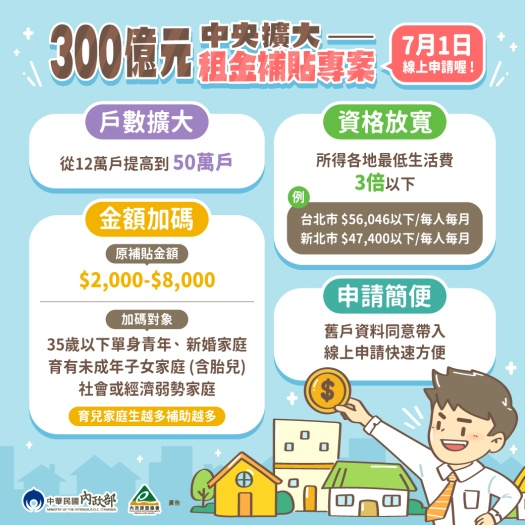 300億元 中央擴大
租金補貼專案
7月1日
線上申請喔!
戶數擴大
從12萬戶提高到 50萬戶
資格放寬
所得各地最低生活費
3倍以下
例
台北市 $56,046以下/每人每月
新北市 $47,400以下/每人每月
金額加碼
原補貼金額
$2,000-$8,000
加碼對象
35歲以下單身青年、新婚家庭
育有未成年子女家庭 (含胎兒)
社會或經濟弱勢家庭
育兒家庭生越多補助越多
申請簡便
舊戶資料同意帶入
線上申請快速方便
$
中華民國內政部
MINISTRY OF THE INTERIOR, R.O.C. (TAIWAN)
廣告